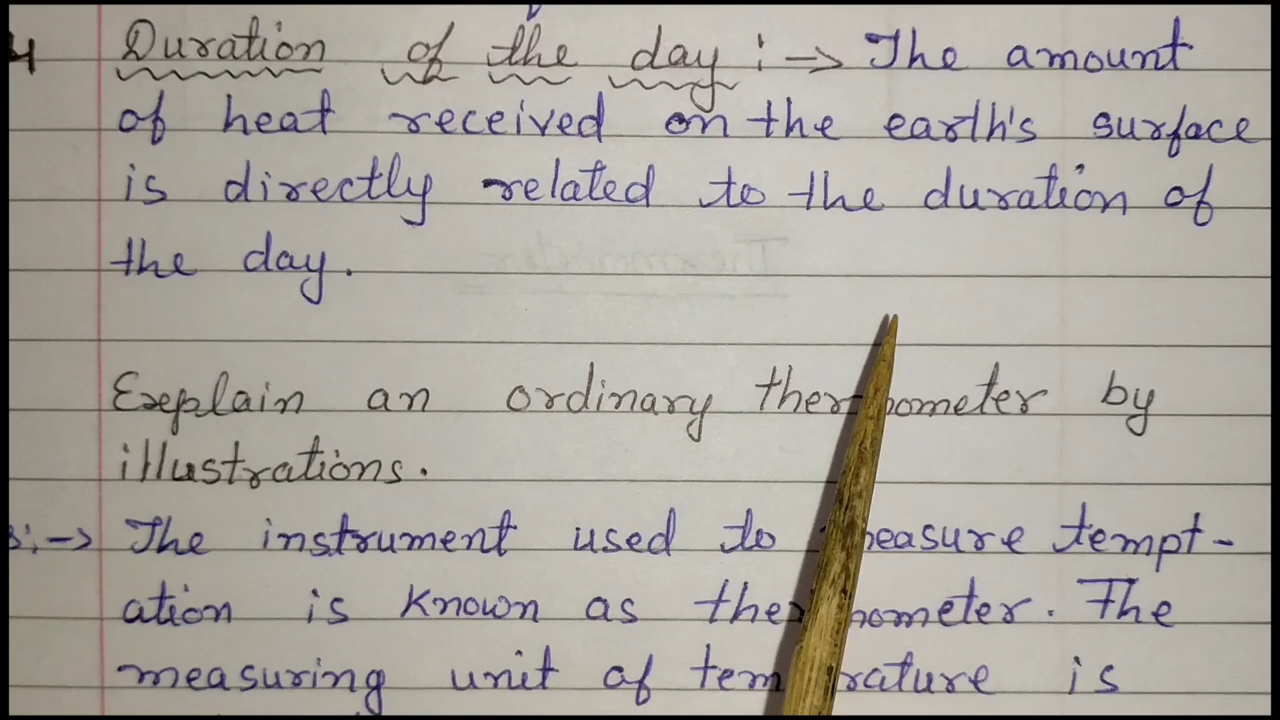 4 Duration of the day :-> The amount
of heat received on the earth's surface
is directly related to the duration of
the day.
Explain an ordinary thermometer by
illustrations.
s:-> The instrument used to measure tempt-
ation is known as thermometer. The
measuring unit of temperature is